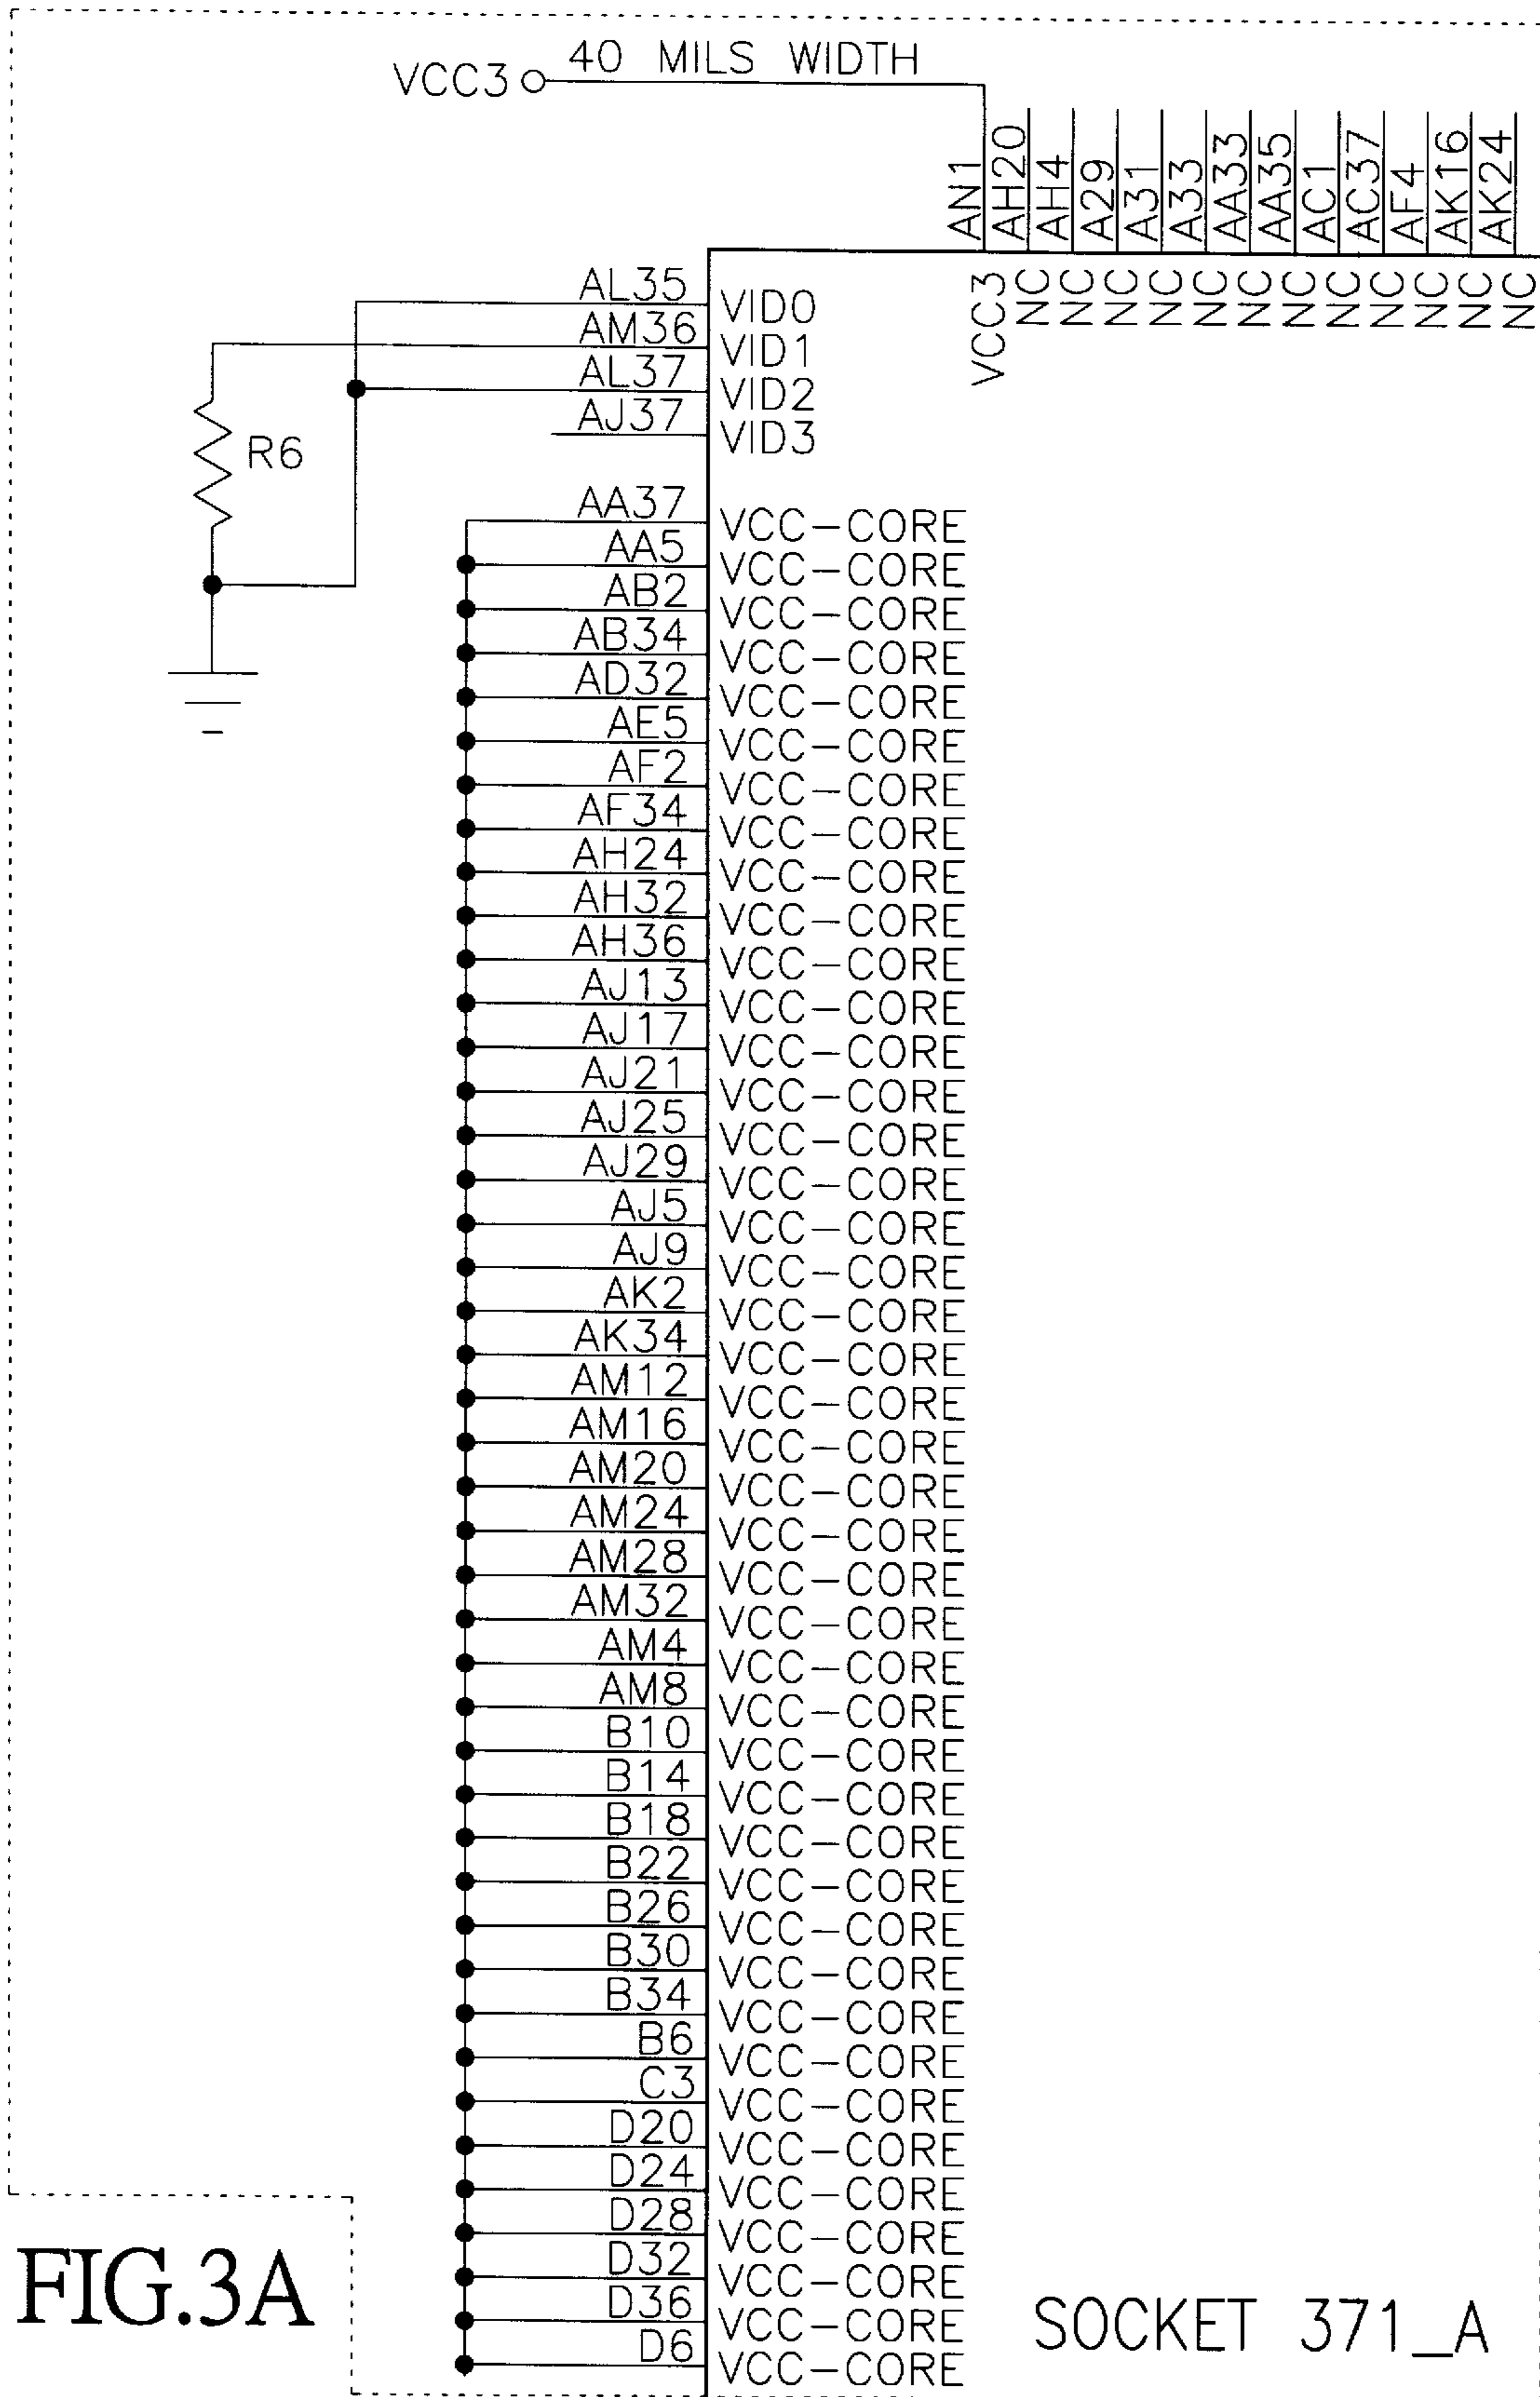 VCC3 40 MILS WIDTH
AN1 AH20 AH4 A29 A31 A33 AA33 AA35 AC1 AC37 AF4 AK16 AK24
VCC3 NC NC NC NC NC NC NC NC NC NC NC NC
AL35 VID0
AM36 VID1
AL37 VID2
AJ37 VID3
R6
AA37 VCC-CORE
AA5 VCC-CORE
AB2 VCC-CORE
AB34 VCC-CORE
AD32 VCC-CORE
AE5 VCC-CORE
AF2 VCC-CORE
AF34 VCC-CORE
AH24 VCC-CORE
AH32 VCC-CORE
AH36 VCC-CORE
AJ13 VCC-CORE
AJ17 VCC-CORE
AJ21 VCC-CORE
AJ25 VCC-CORE
AJ29 VCC-CORE
AJ5 VCC-CORE
AJ9 VCC-CORE
AK2 VCC-CORE
AK34 VCC-CORE
AM12 VCC-CORE
AM16 VCC-CORE
AM20 VCC-CORE
AM24 VCC-CORE
AM28 VCC-CORE
AM32 VCC-CORE
AM4 VCC-CORE
AM8 VCC-CORE
B10 VCC-CORE
B14 VCC-CORE
B18 VCC-CORE
B22 VCC-CORE
B26 VCC-CORE
B30 VCC-CORE
B34 VCC-CORE
B6 VCC-CORE
C3 VCC-CORE
D20 VCC-CORE
D24 VCC-CORE
D28 VCC-CORE
D32 VCC-CORE
D36 VCC-CORE
D6 VCC-CORE
FIG.3A
SOCKET 371_A